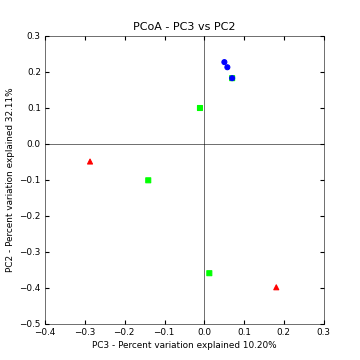 PCoA - PC3 vs PC2
0.3
0.2
0.1
0.0
−0.1
−0.2
−0.3
−0.4
−0.5
PC2 - Percent variation explained 32.11%
−0.4 −0.3 −0.2 −0.1 0.0 0.1 0.2 0.3
PC3 - Percent variation explained 10.20%